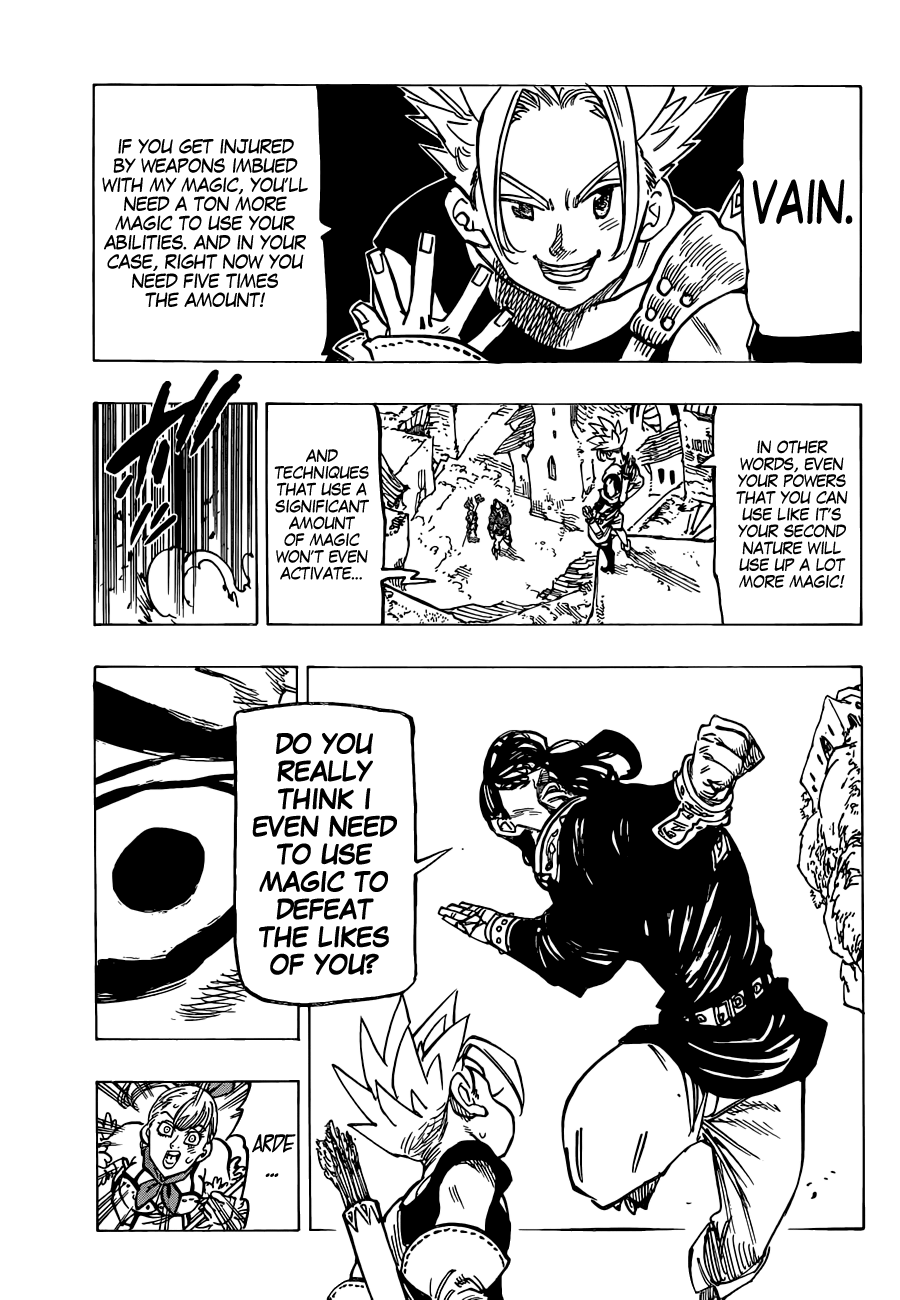 VAIN.
IF YOU GET INJURED
BY WEAPONS IMBUED
WITH MY MAGIC, YOU'LL
NEED A TON MORE
MAGIC TO USE YOUR
ABILITIES. AND IN YOUR
CASE, RIGHT NOW YOU
NEED FIVE TIMES
THE AMOUNT!
IN OTHER
WORDS, EVEN
YOUR POWERS
THAT YOU CAN
USE LIKE IT'S
YOUR SECOND
NATURE WILL
USE UP A LOT
MORE MAGIC!
AND
TECHNIQUES
THAT USE A
SIGNIFICANT
AMOUNT
OF MAGIC
WON'T EVEN
ACTIVATE...
DO YOU
REALLY
THINK I
EVEN NEED
TO USE
MAGIC TO
DEFEAT
THE LIKES
OF YOU?
ARDE
...